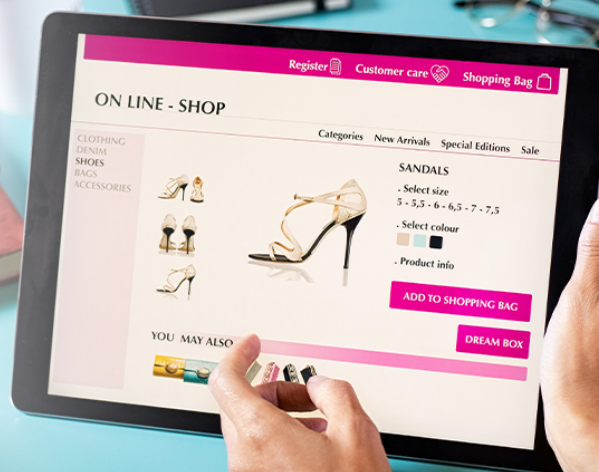 Register Customer care Shopping Bag
ON LINE - SHOP
Categories New Arrivals Special Editions Sale
CLOTHING
DENIM
SHOES
BAGS
ACCESSORIES
SANDALS
. Select size
5 - 5,5 - 6 - 6,5 - 7 - 7,5
. Select colour
. Product info
ADD TO SHOPPING BAG
DREAM BOX
YOU MAY ALSO